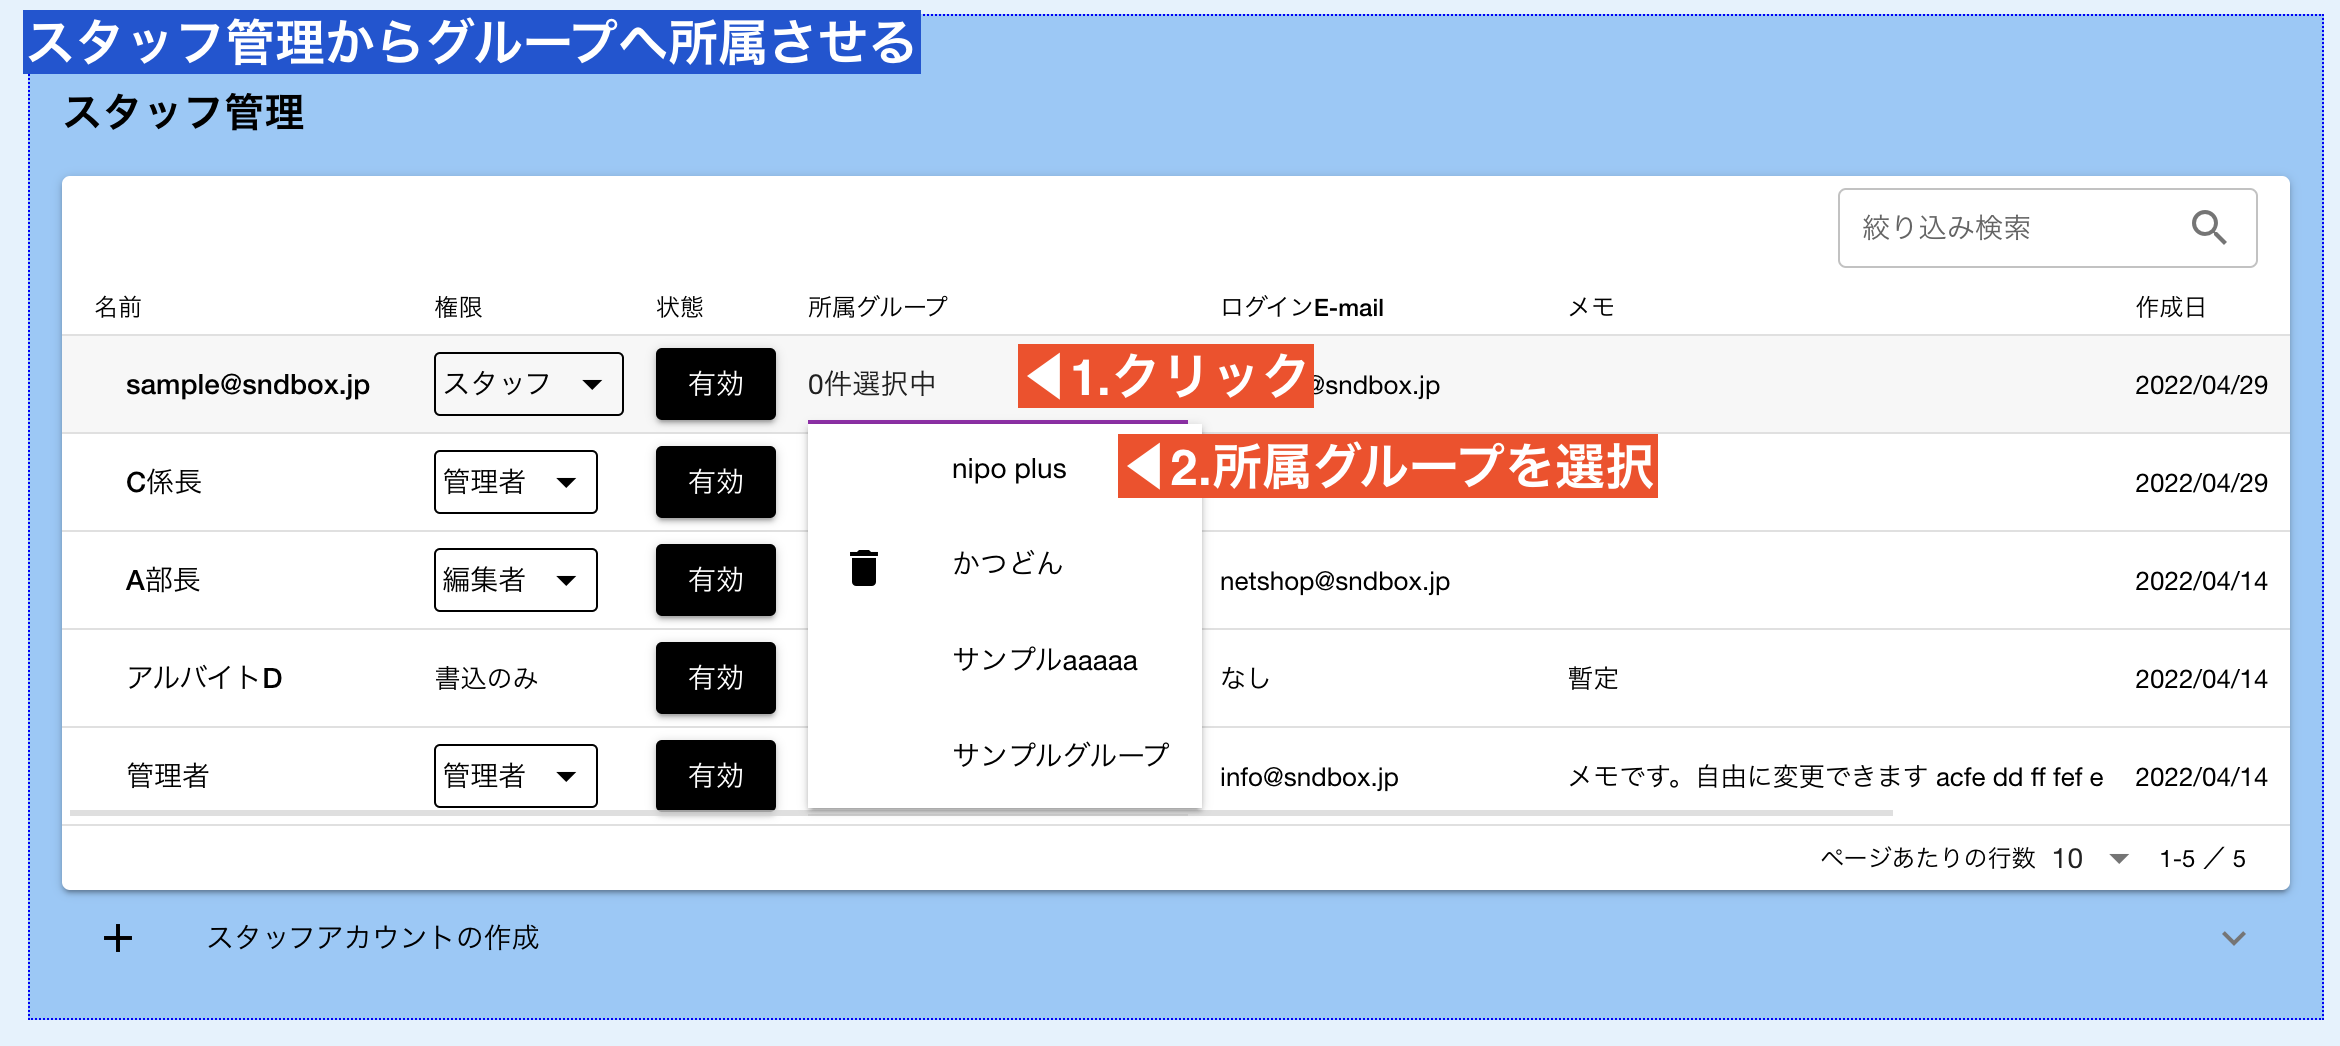 スタッフ管理からグループへ所属させる
スタッフ管理
絞り込み検索
名前 権限 状態 所属グループ ログインE-mail メモ 作成日
sample@sndbox.jp スタッフ 有効 0件選択中 ◀1.クリック @sndbox.jp 2022/04/29
nipo plus ◀2.所属グループを選択
C係長 管理者 有効 2022/04/29
かつどん
A部長 編集者 有効 netshop@sndbox.jp 2022/04/14
サンプルaaaaa
アルバイトD 書込のみ 有効 なし 暫定 2022/04/14
サンプルグループ
管理者 管理者 有効 info@sndbox.jp メモです。自由に変更できます acfe dd ff fef e 2022/04/14
ページあたりの行数 10 1-5 ／ 5
スタッフアカウントの作成